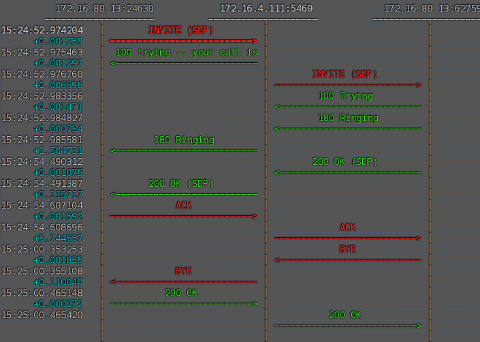 172.16.80.13:24630 172.16.4.111:5460 172.16.80.13:62759
15:24:52.974204 INVITE (SDP)
+0.001259
15:24:52.975463 100 trying -- your call is
+0.001297
15:24:52.976760 INVITE (SDP)
+0.006596
15:24:52.983356 100 Trying
+0.001471
15:24:52.984827 180 Ringing
+0.000754
15:24:52.985581 180 Ringing
+1.504731
15:24:54.490312 200 OK (SDP)
+0.001075
15:24:54.491387 200 OK (SDP)
+0.115717
15:24:54.607104 ACK
+0.001592
15:24:54.608696 ACK
+5.744557
15:25:00.353253 BYE
+0.001855
15:25:00.355108 BYE
+0.110040
15:25:00.465148 200 OK
+0.000272
15:25:00.465420 200 OK